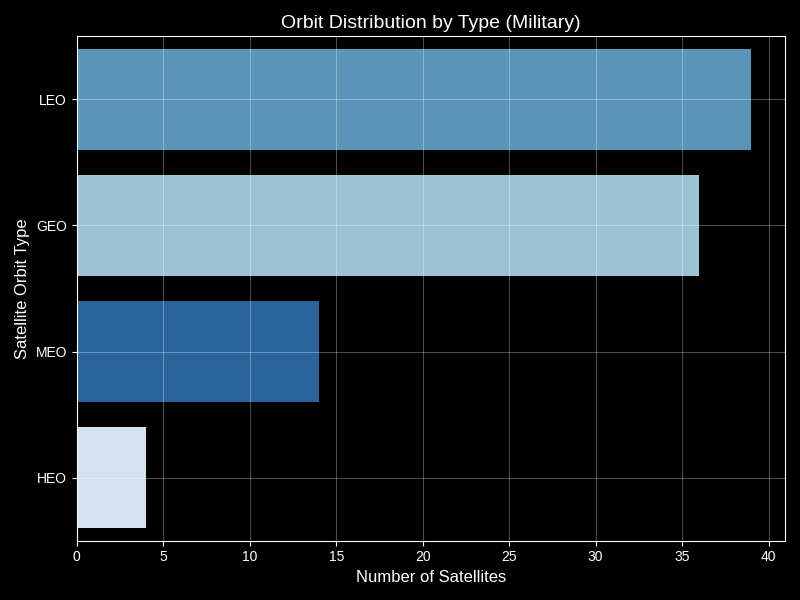 Orbit Distribution by Type (Military)
Satellite Orbit Type
LEO
GEO
MEO
HEO
0 5 10 15 20 25 30 35 40
Number of Satellites